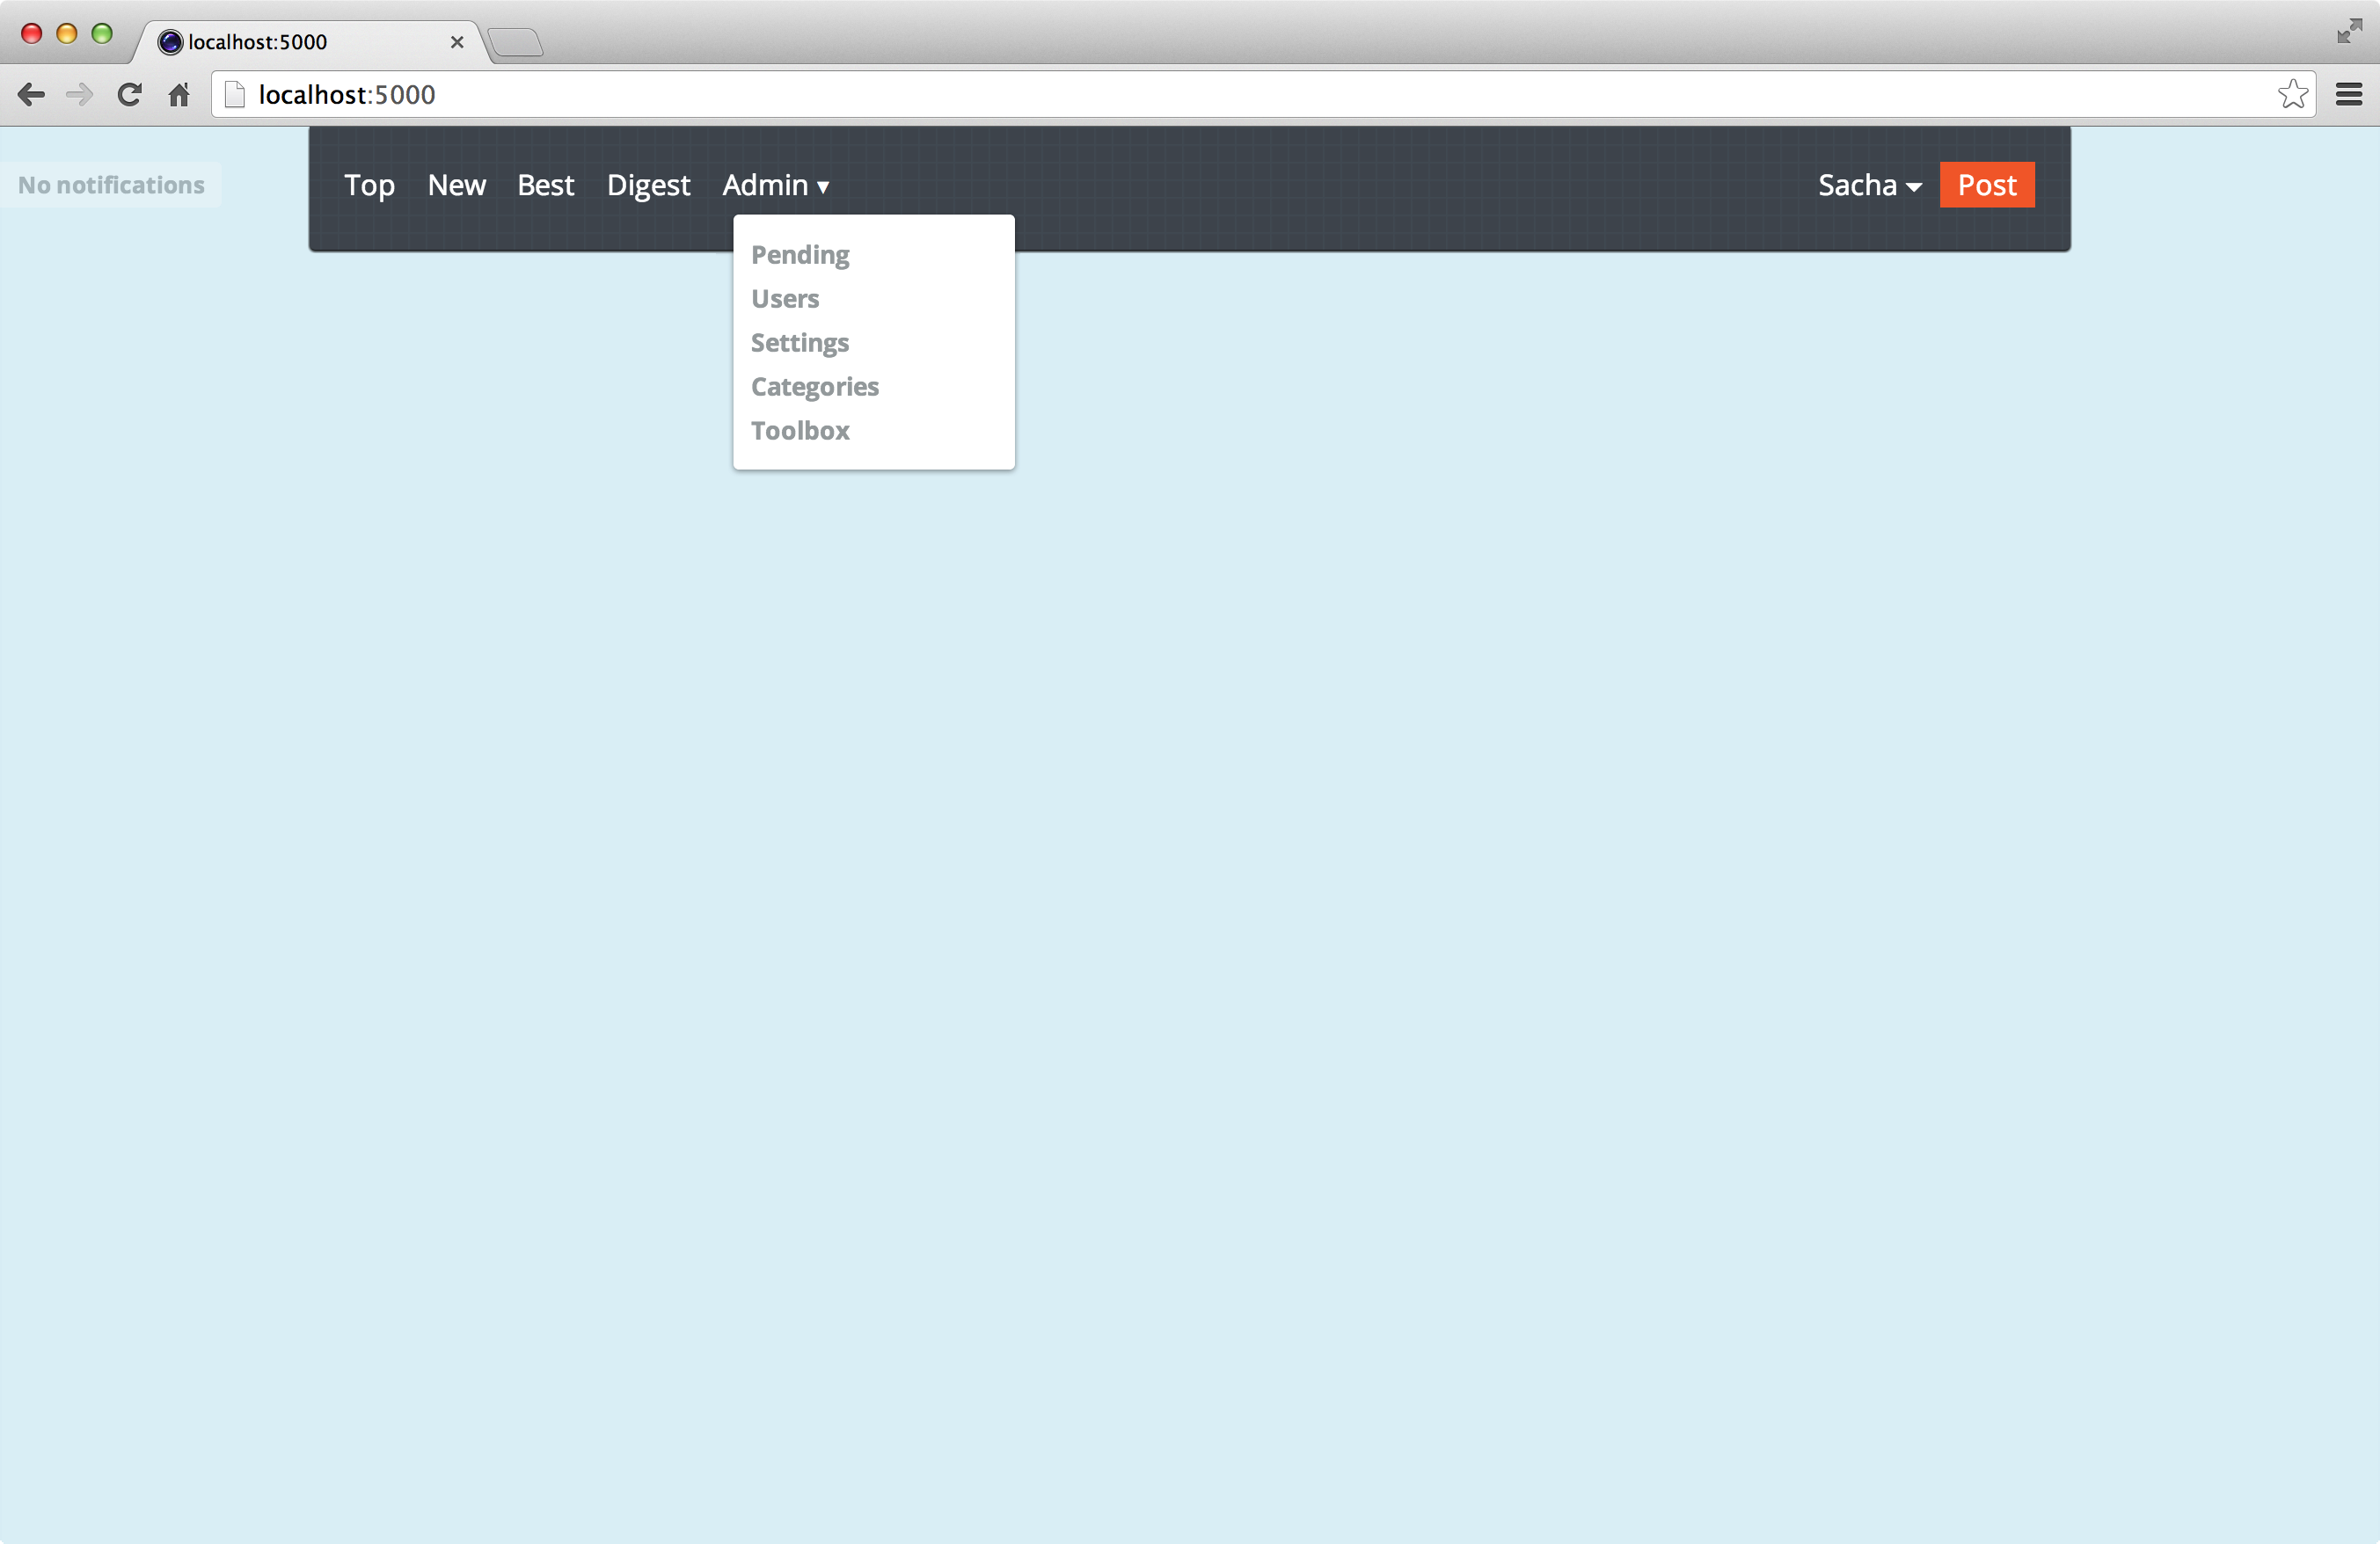 localhost:5000
localhost:5000
No notifications
Top New Best Digest Admin ▾ Sacha Post
Pending
Users
Settings
Categories
Toolbox